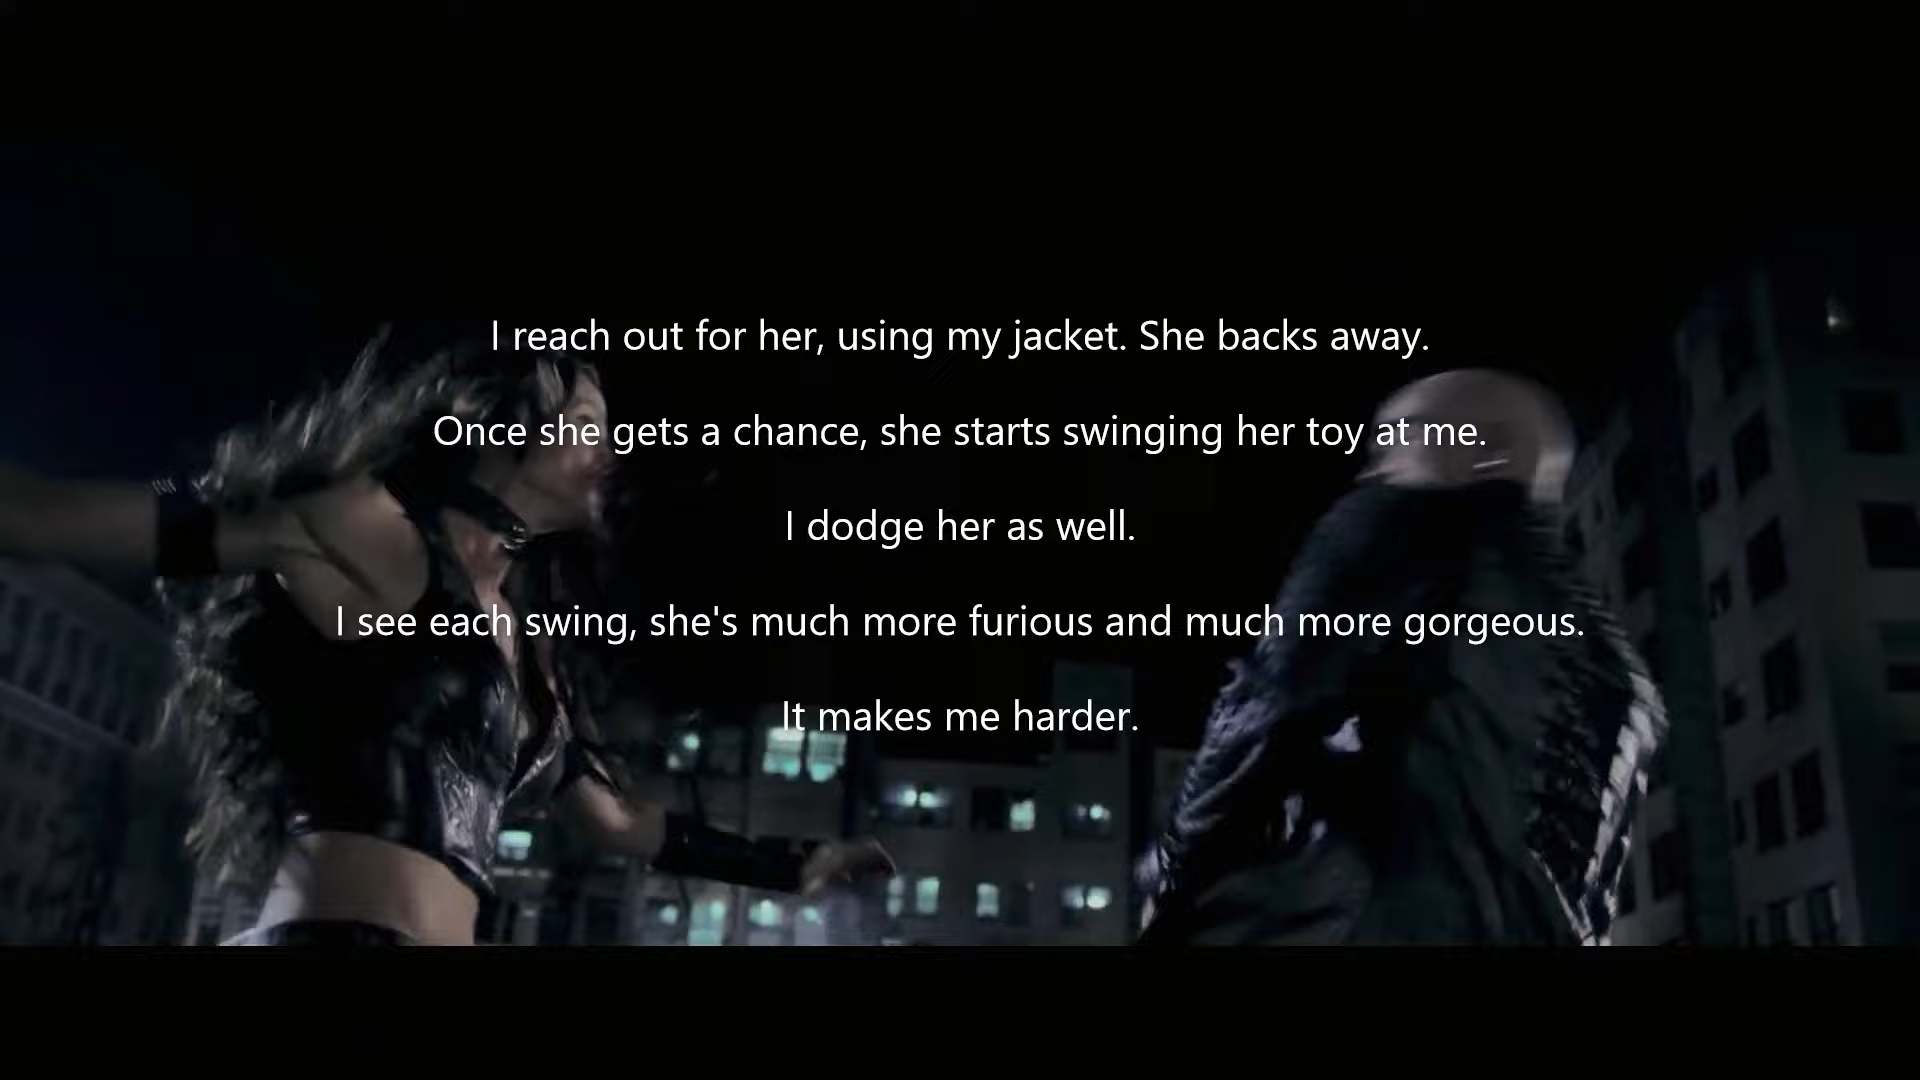 I reach out for her, using my jacket. She backs away.
Once she gets a chance, she starts swinging her toy at me.
I dodge her as well.
I see each swing, she's much more furious and much more gorgeous.
It makes me harder.